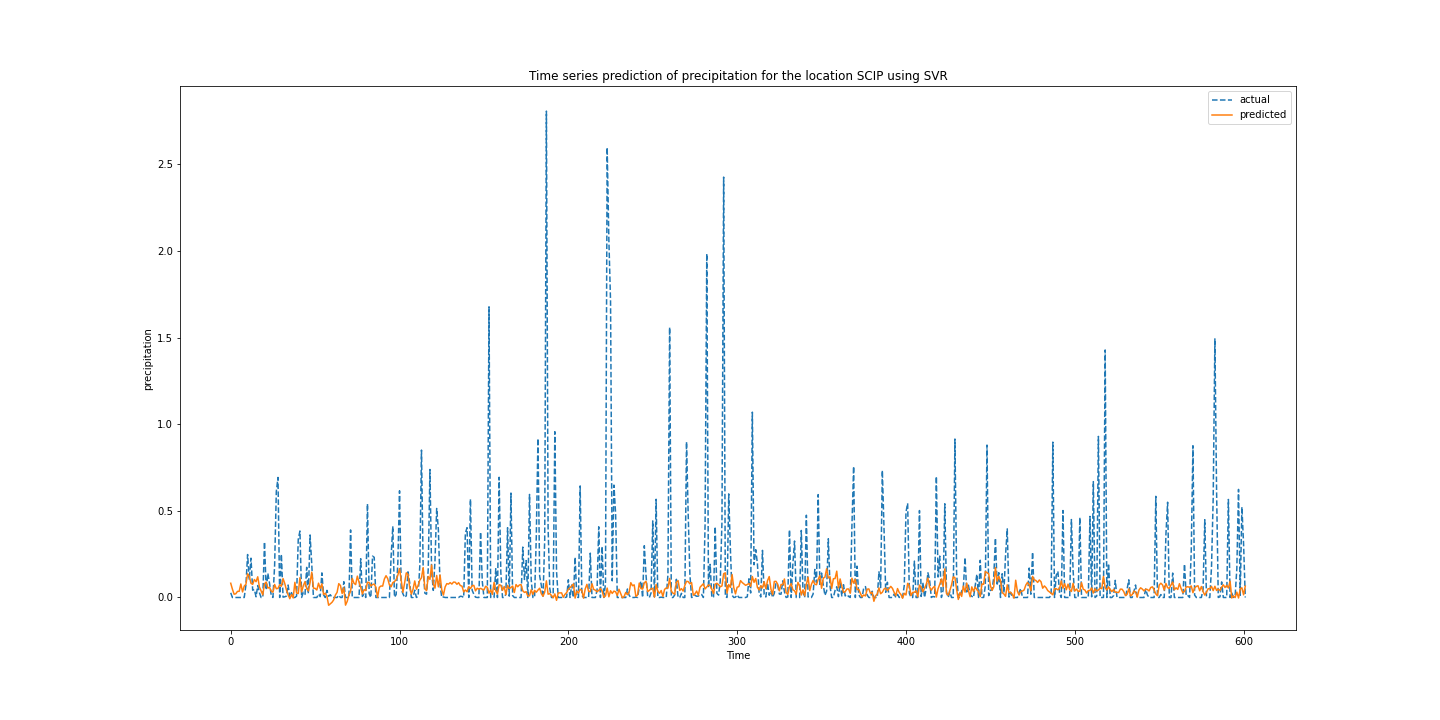 Time series prediction of precipitation for the location SCIP using SVR
actual
predicted
2.5
2.0
1.5
1.0
0.5
0.0
precipitation
0 100 200 300 400 500 600
Time